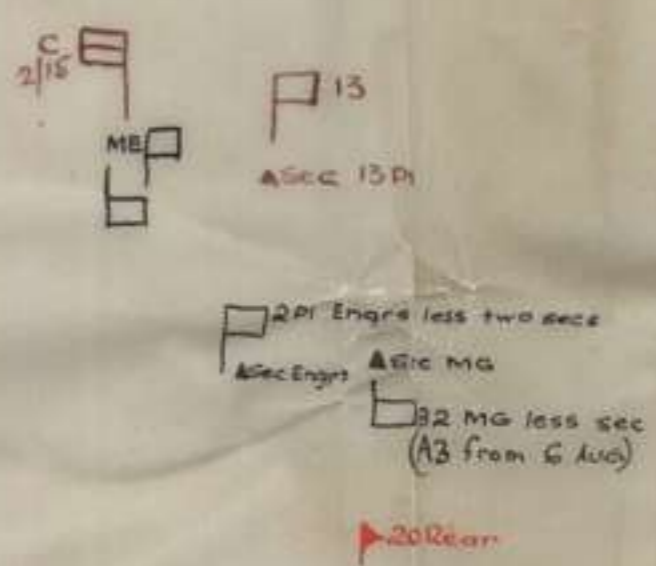 C
2/15
ME
13
Sec 13 Pl
2 Pl Engrs less two secs
Sec Engrs
Sec MG
B2 MG less sec
(A3 from 6 AUG)
20 Rear